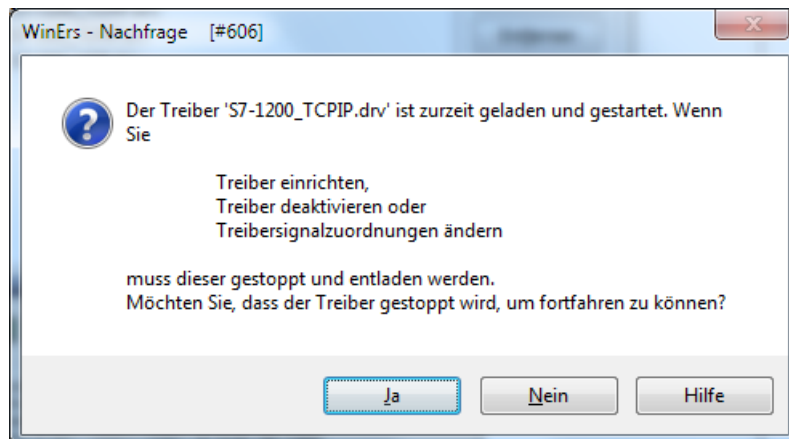 WinErs - Nachfrage [#606]
Der Treiber 'S7-1200_TCPIP.drv' ist zurzeit geladen und gestartet. Wenn
Sie
Treiber einrichten,
Treiber deaktivieren oder
Treibersignalzuordnungen ändern
muss dieser gestoppt und entladen werden.
Möchten Sie, dass der Treiber gestoppt wird, um fortfahren zu können?
Ja
Nein
Hilfe